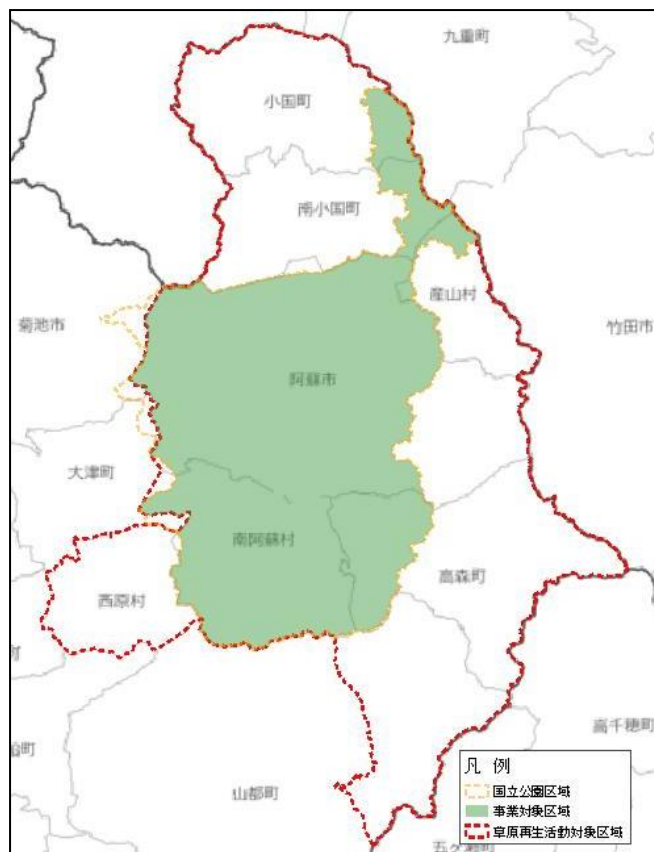 九重町
小国町
南小国町
産山村
菊池市
竹田市
阿蘇市
大津町
南阿蘇村
高森町
西原村
町
高千穂町
町
山都町
凡 例
国立公園区域
事業対象区域
草原再生活動対象区域
五ヶ瀬町